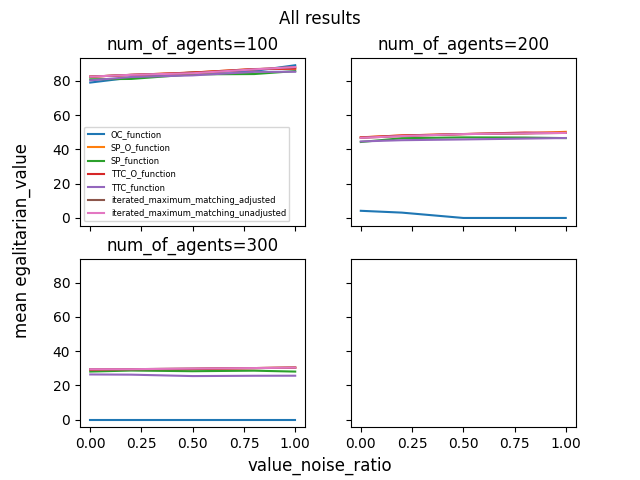 All results
num_of_agents=100
num_of_agents=200
80
60
40
20
0
OC_function
SP_O_function
SP_function
TTC_O_function
TTC_function
iterated_maximum_matching_adjusted
iterated_maximum_matching_unadjusted
mean egalitarian_value
num_of_agents=300
80
60
40
20
0
0.00 0.25 0.50 0.75 1.00
0.00 0.25 0.50 0.75 1.00
value_noise_ratio